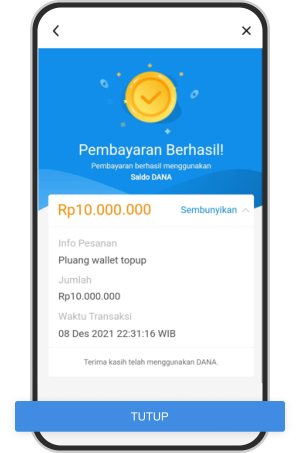 Pembayaran Berhasil!
Pembayaran berhasil menggunakan
Saldo DANA
Rp10.000.000 Sembunyikan
Info Pesanan
Pluang wallet topup
Jumlah
Rp10.000.000
Waktu Transaksi
08 Des 2021 22:31:16 WIB
Terima kasih telah menggunakan DANA.
TUTUP